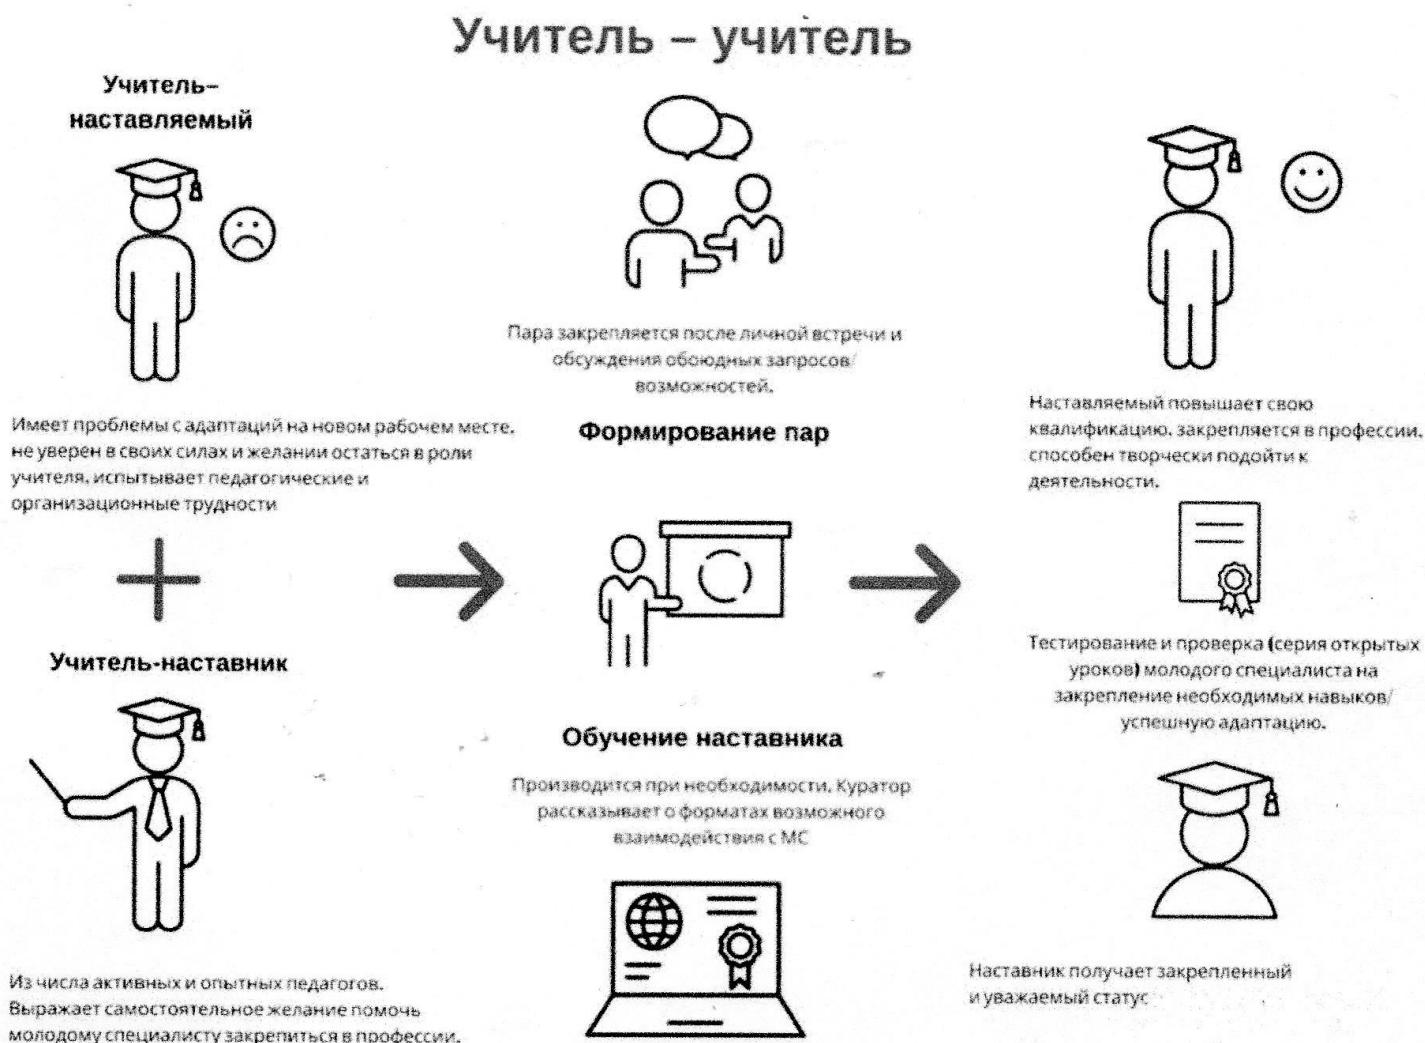 Учитель – учитель
Учитель–
наставляемый
Имеет проблемы с адаптаций на новом рабочем месте,
не уверен в своих силах и желании остаться в роли
учителя, испытывает педагогические и
организационные трудности
Учитель-наставник
Из числа активных и опытных педагогов.
Выражает самостоятельное желание помочь
молодому специалисту закрепиться в профессии.
Пара закрепляется после личной встречи и
обсуждения обоюдных запросов/
возможностей.
Формирование пар
Обучение наставника
Производится при необходимости. Куратор
рассказывает о форматах возможного
взаимодействия с МС
Наставляемый повышает свою
квалификацию, закрепляется в профессии,
способен творчески подойти к
деятельности.
Тестирование и проверка (серия открытых
уроков) молодого специалиста на
закрепление необходимых навыков/
успешную адаптацию.
Наставник получает закрепленный
и уважаемый статус